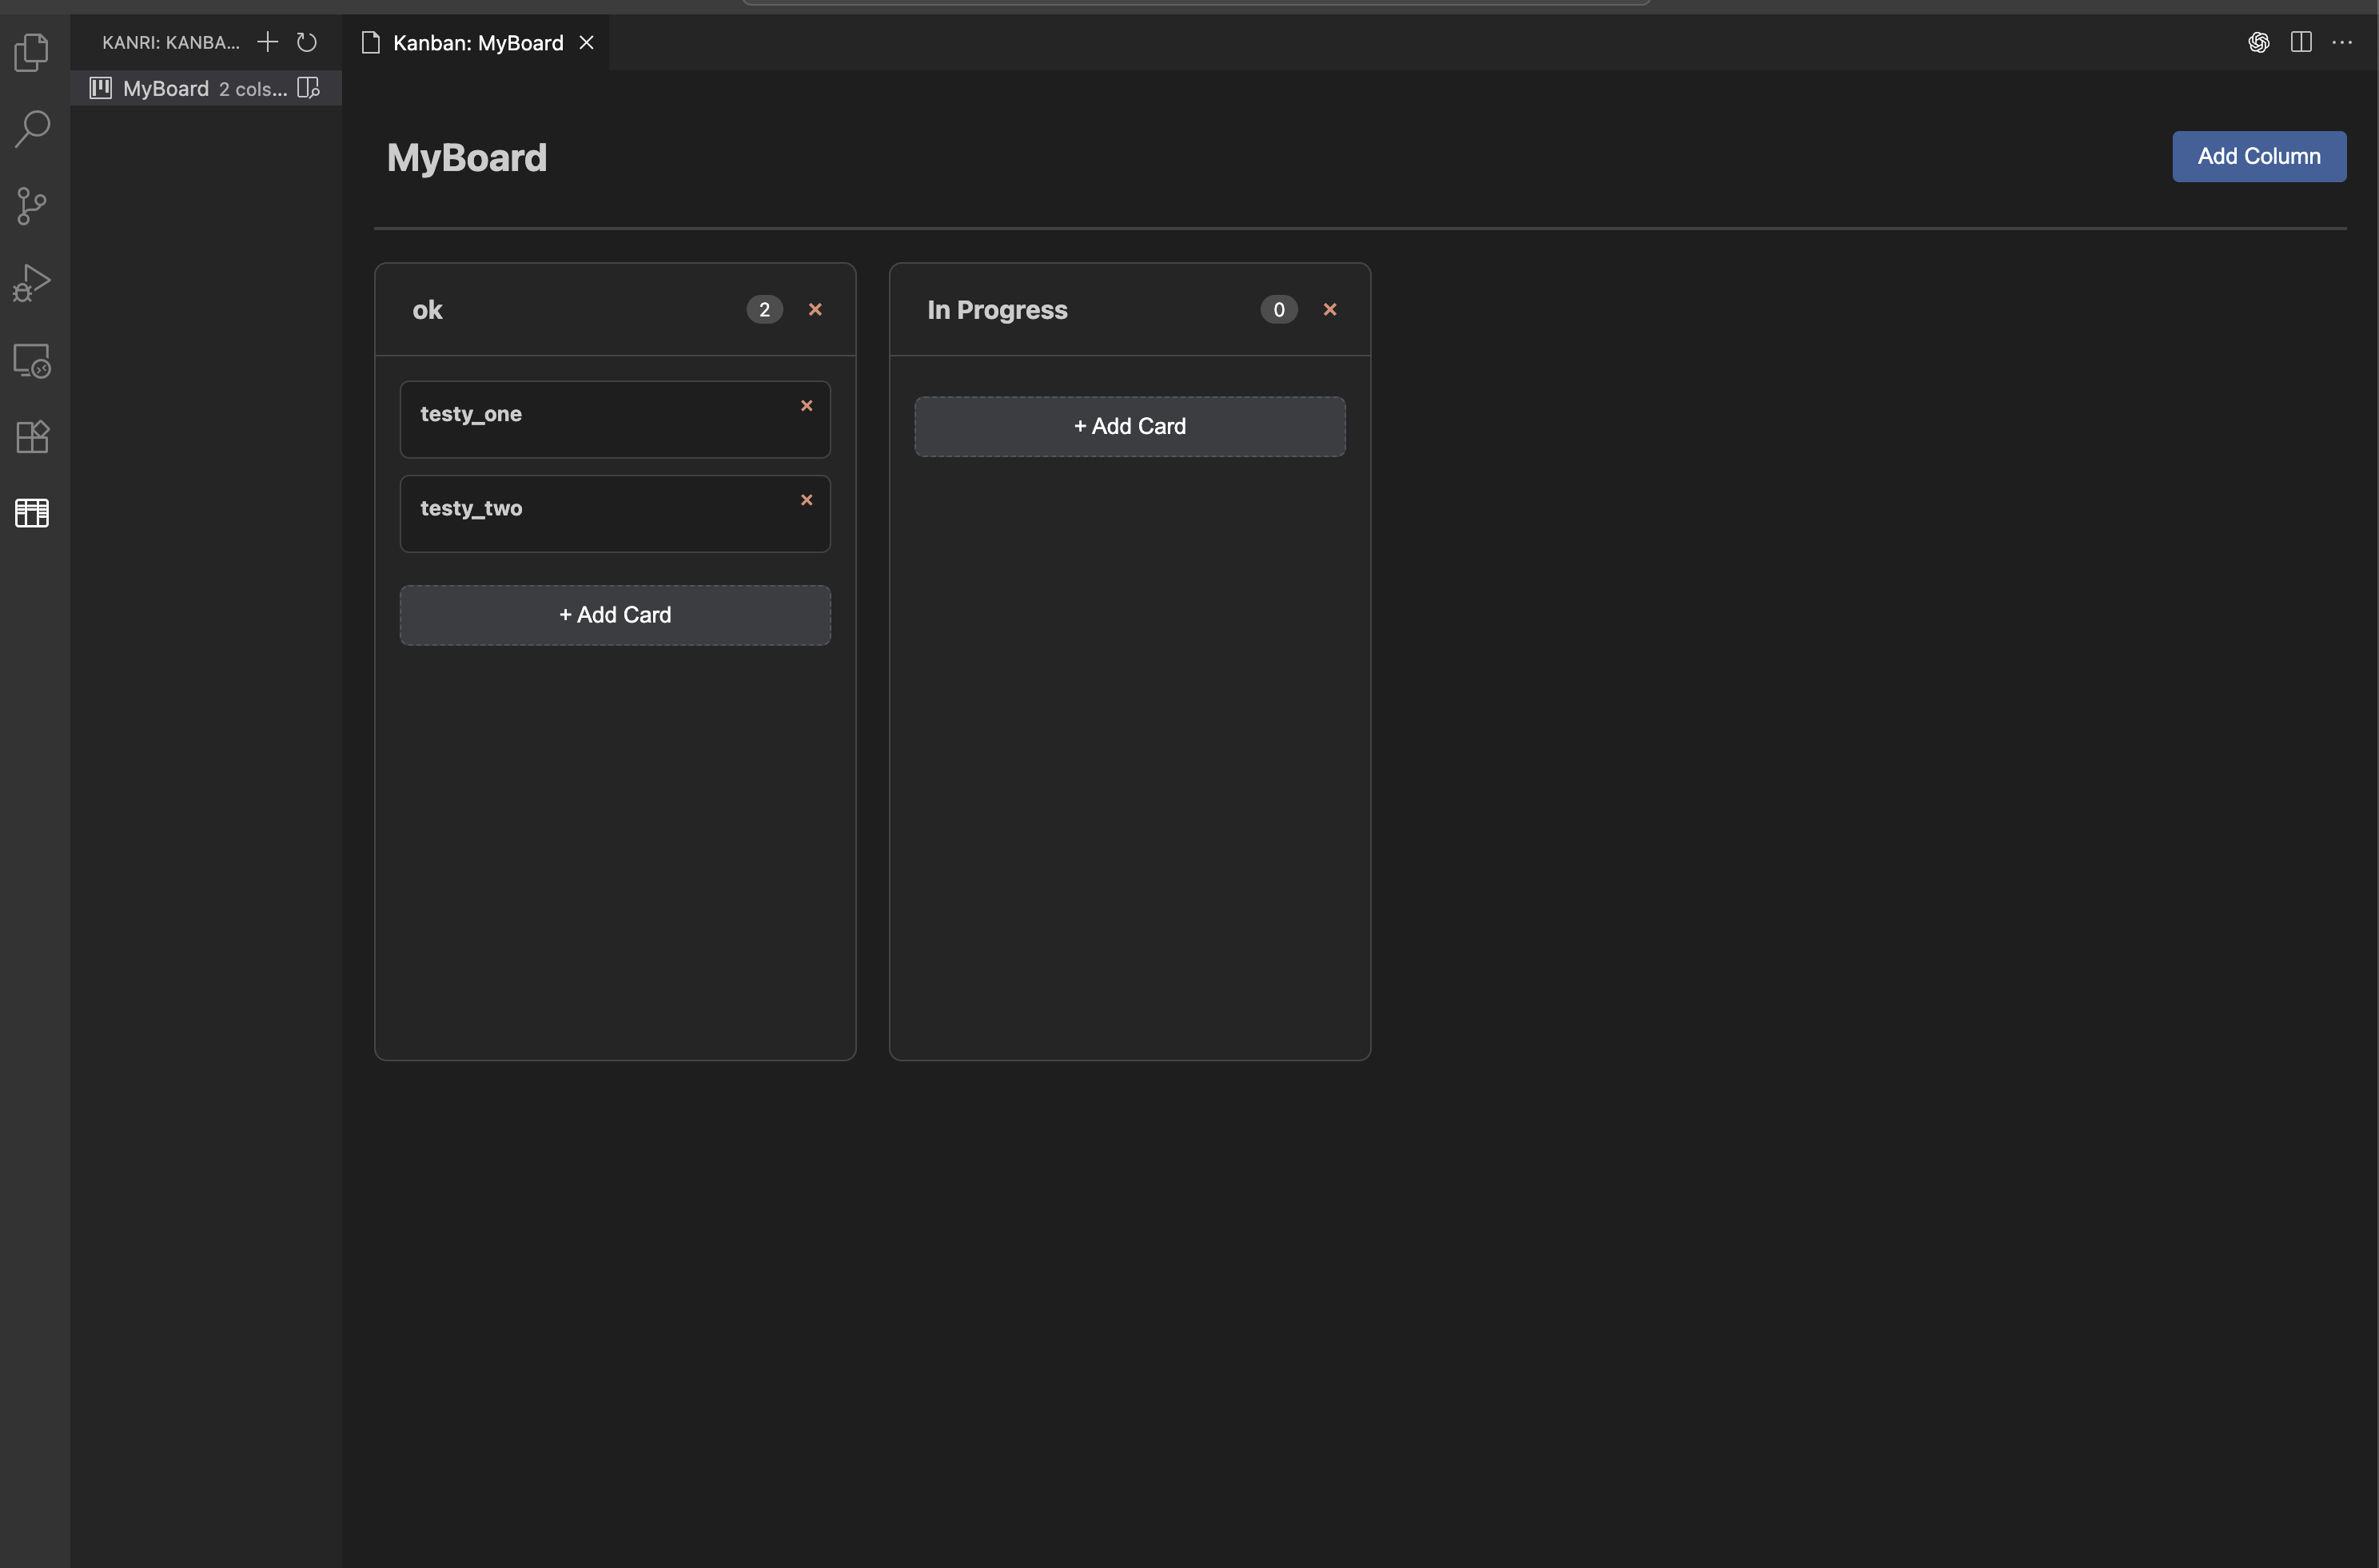 KANRI: KANBA...
Kanban: MyBoard
MyBoard 2 cols...
MyBoard
Add Column
ok 2
In Progress 0
testy_one
testy_two
+ Add Card
+ Add Card